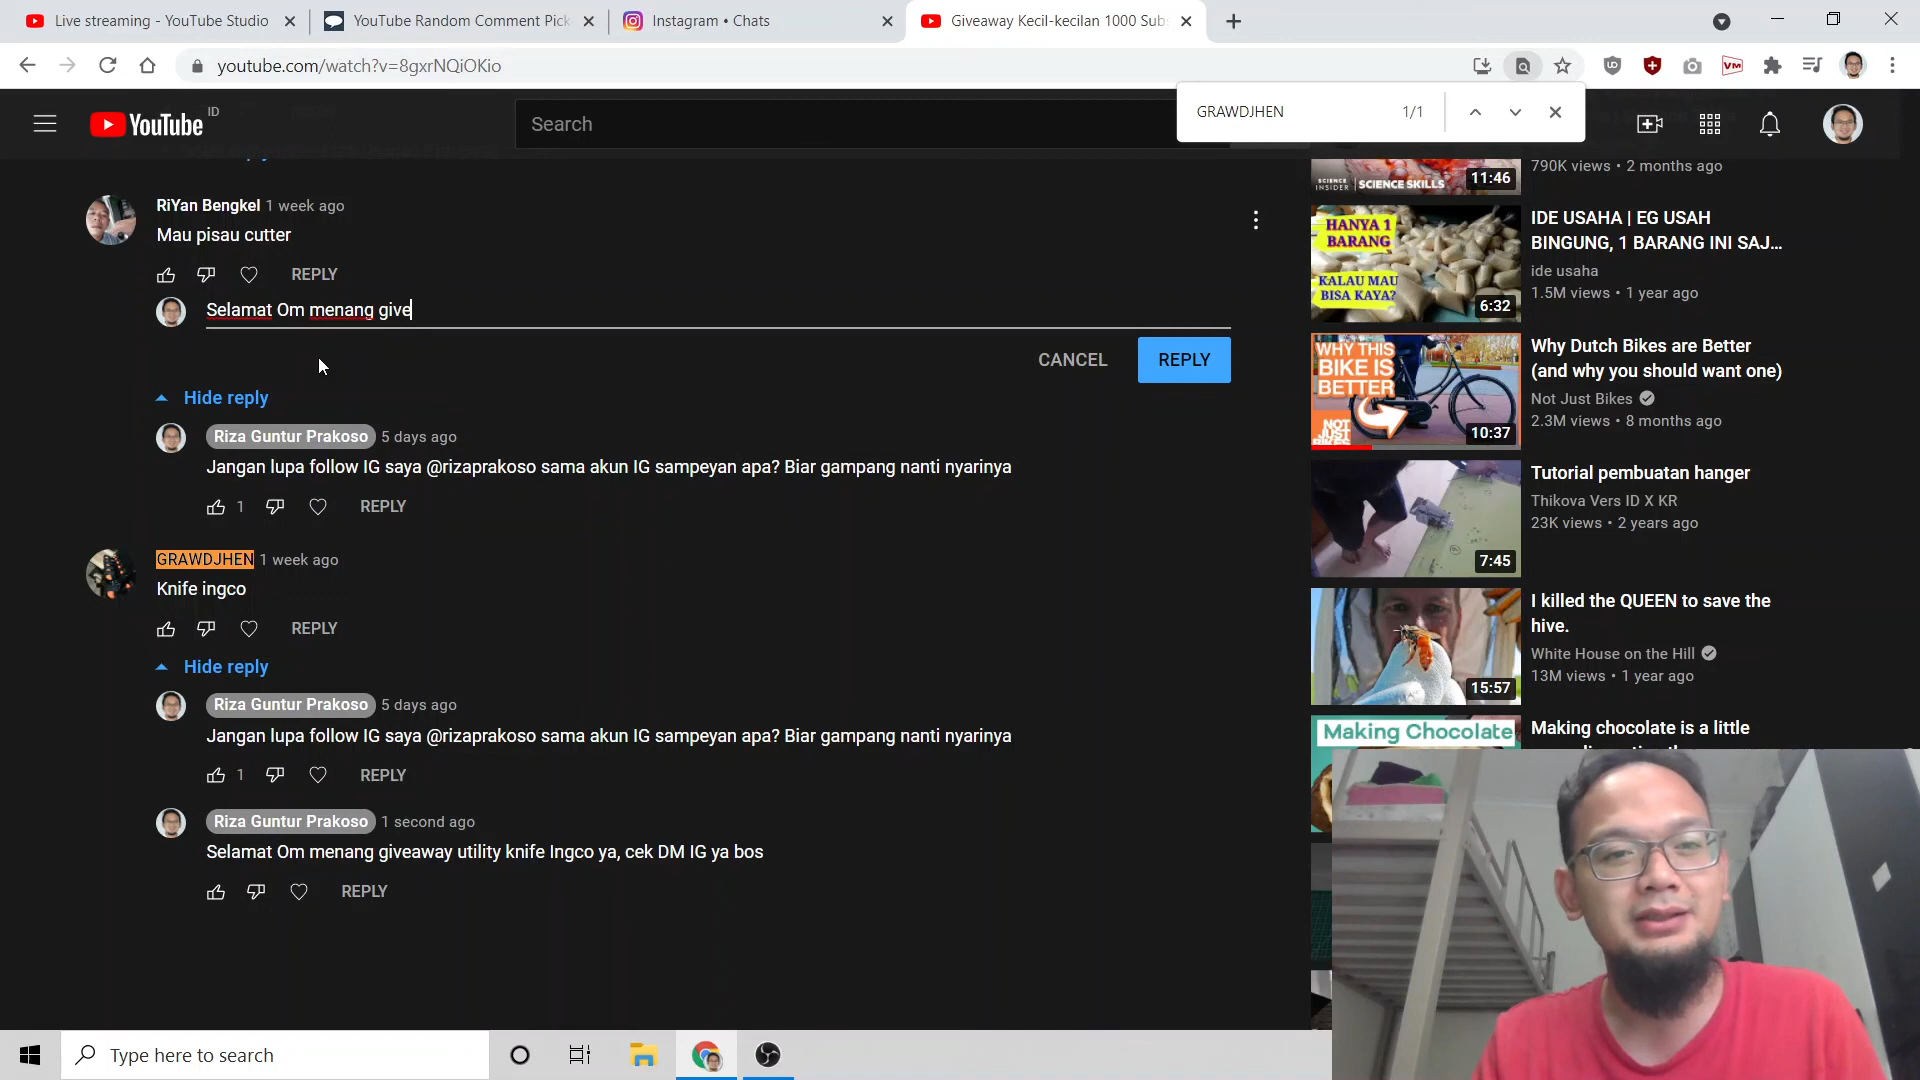 Live streaming - YouTube Studio
YouTube Random Comment Pick
Instagram • Chats
Giveaway Kecil-kecilan 1000 Subs
youtube.com/watch?v=8gxrNQiOKio
GRAWDJHEN 1/1
YouTube ID
Search
RiYan Bengkel 1 week ago
Mau pisau cutter
REPLY
Selamat Om menang give
CANCEL REPLY
Hide reply
Riza Guntur Prakoso 5 days ago
Jangan lupa follow IG saya @rizaprakoso sama akun IG sampeyan apa? Biar gampang nanti nyarinya
1 REPLY
GRAWDJHEN 1 week ago
Knife ingco
REPLY
Hide reply
Riza Guntur Prakoso 5 days ago
Jangan lupa follow IG saya @rizaprakoso sama akun IG sampeyan apa? Biar gampang nanti nyarinya
1 REPLY
Riza Guntur Prakoso 1 second ago
Selamat Om menang giveaway utility knife Ingco ya, cek DM IG ya bos
REPLY
SCIENCE INSIDER | SCIENCE SKILLS
11:46
790K views • 2 months ago
HANYA 1
BARANG
KALAU MAU
BISA KAYA?
6:32
IDE USAHA | EG USAH
BINGUNG, 1 BARANG INI SAJ...
ide usaha
1.5M views • 1 year ago
WHY THIS
BIKE IS
BETTER
NOT
JUST
BIKES
10:37
Why Dutch Bikes are Better
(and why you should want one)
Not Just Bikes
2.3M views • 8 months ago
7:45
Tutorial pembuatan hanger
Thikova Vers ID X KR
23K views • 2 years ago
15:57
I killed the QUEEN to save the
hive.
White House on the Hill
13M views • 1 year ago
Making Chocolate
Making chocolate is a little
Type here to search